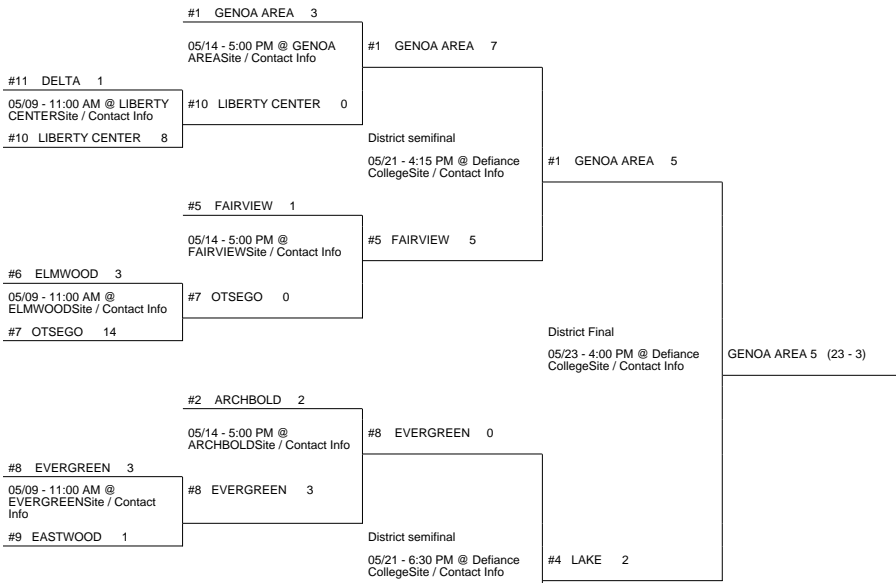 #1 GENOA AREA 3
05/14 - 5:00 PM @ GENOA
AREASite / Contact Info
#1 GENOA AREA 7
#11 DELTA 1
05/09 - 11:00 AM @ LIBERTY
CENTERSite / Contact Info
#10 LIBERTY CENTER 0
#10 LIBERTY CENTER 8
District semifinal
05/21 - 4:15 PM @ Defiance
CollegeSite / Contact Info
#1 GENOA AREA 5
#5 FAIRVIEW 1
05/14 - 5:00 PM @
FAIRVIEWSite / Contact Info
#5 FAIRVIEW 5
#6 ELMWOOD 3
05/09 - 11:00 AM @
ELMWOODSite / Contact Info
#7 OTSEGO 0
#7 OTSEGO 14
District Final
05/23 - 4:00 PM @ Defiance
CollegeSite / Contact Info
GENOA AREA 5 (23 - 3)
#2 ARCHBOLD 2
05/14 - 5:00 PM @
ARCHBOLDSite / Contact Info
#8 EVERGREEN 0
#8 EVERGREEN 3
05/09 - 11:00 AM @
EVERGREENSite / Contact
Info
#8 EVERGREEN 3
#9 EASTWOOD 1
District semifinal
05/21 - 6:30 PM @ Defiance
CollegeSite / Contact Info
#4 LAKE 2